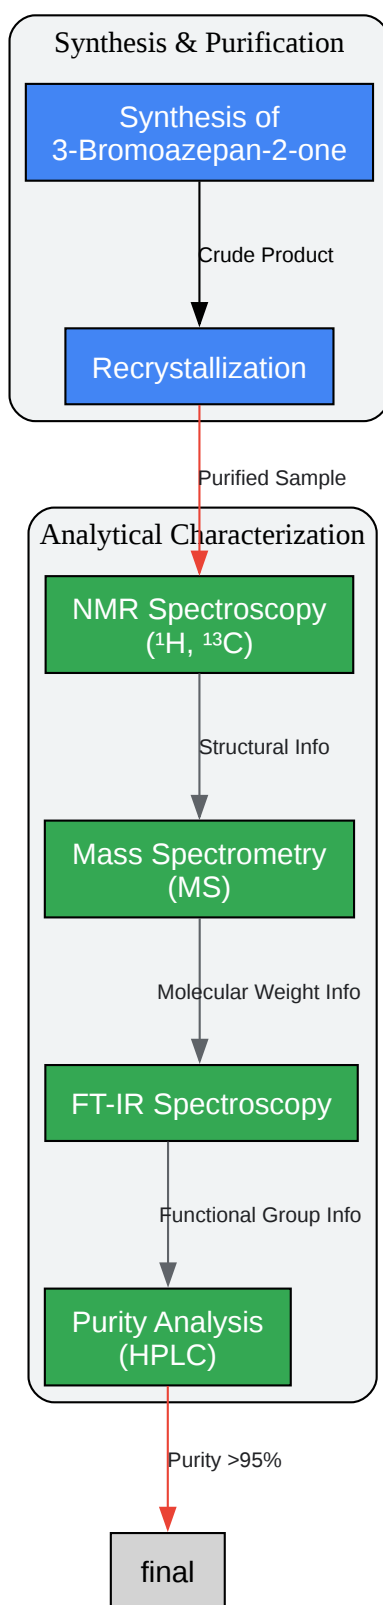 Synthesis & Purification
Synthesis of
3-Bromoazepan-2-one
Crude Product
Recrystallization
Purified Sample
Analytical Characterization
NMR Spectroscopy
(¹H, ¹³C)
Structural Info
Mass Spectrometry
(MS)
Molecular Weight Info
FT-IR Spectroscopy
Functional Group Info
Purity Analysis
(HPLC)
Purity >95%
final